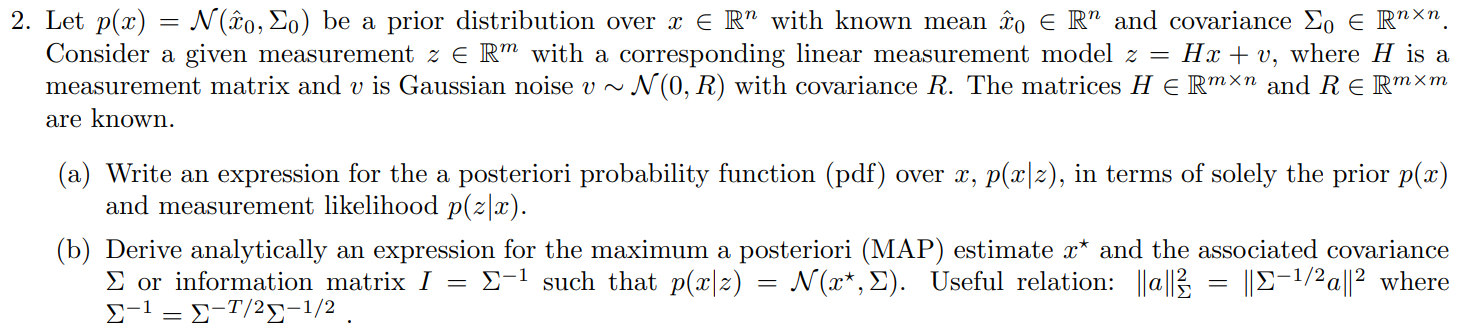 2. Let p(x) = N(x̂₀, Σ₀) be a prior distribution over x ∈ ℝⁿ with known mean x̂₀ ∈ ℝⁿ and covariance Σ₀ ∈ ℝⁿˣⁿ.
Consider a given measurement z ∈ ℝᵐ with a corresponding linear measurement model z = Hx + v, where H is a
measurement matrix and v is Gaussian noise v ∼ N(0, R) with covariance R. The matrices H ∈ ℝᵐˣⁿ and R ∈ ℝᵐˣᵐ
are known.
(a) Write an expression for the a posteriori probability function (pdf) over x, p(x|z), in terms of solely the prior p(x)
and measurement likelihood p(z|x).
(b) Derive analytically an expression for the maximum a posteriori (MAP) estimate x⋆ and the associated covariance
Σ or information matrix I = Σ⁻¹ such that p(x|z) = N(x⋆, Σ). Useful relation: ‖a‖²_Σ = ‖Σ^{−1/2}a‖² where
Σ⁻¹ = Σ^{−T/2}Σ^{−1/2} .